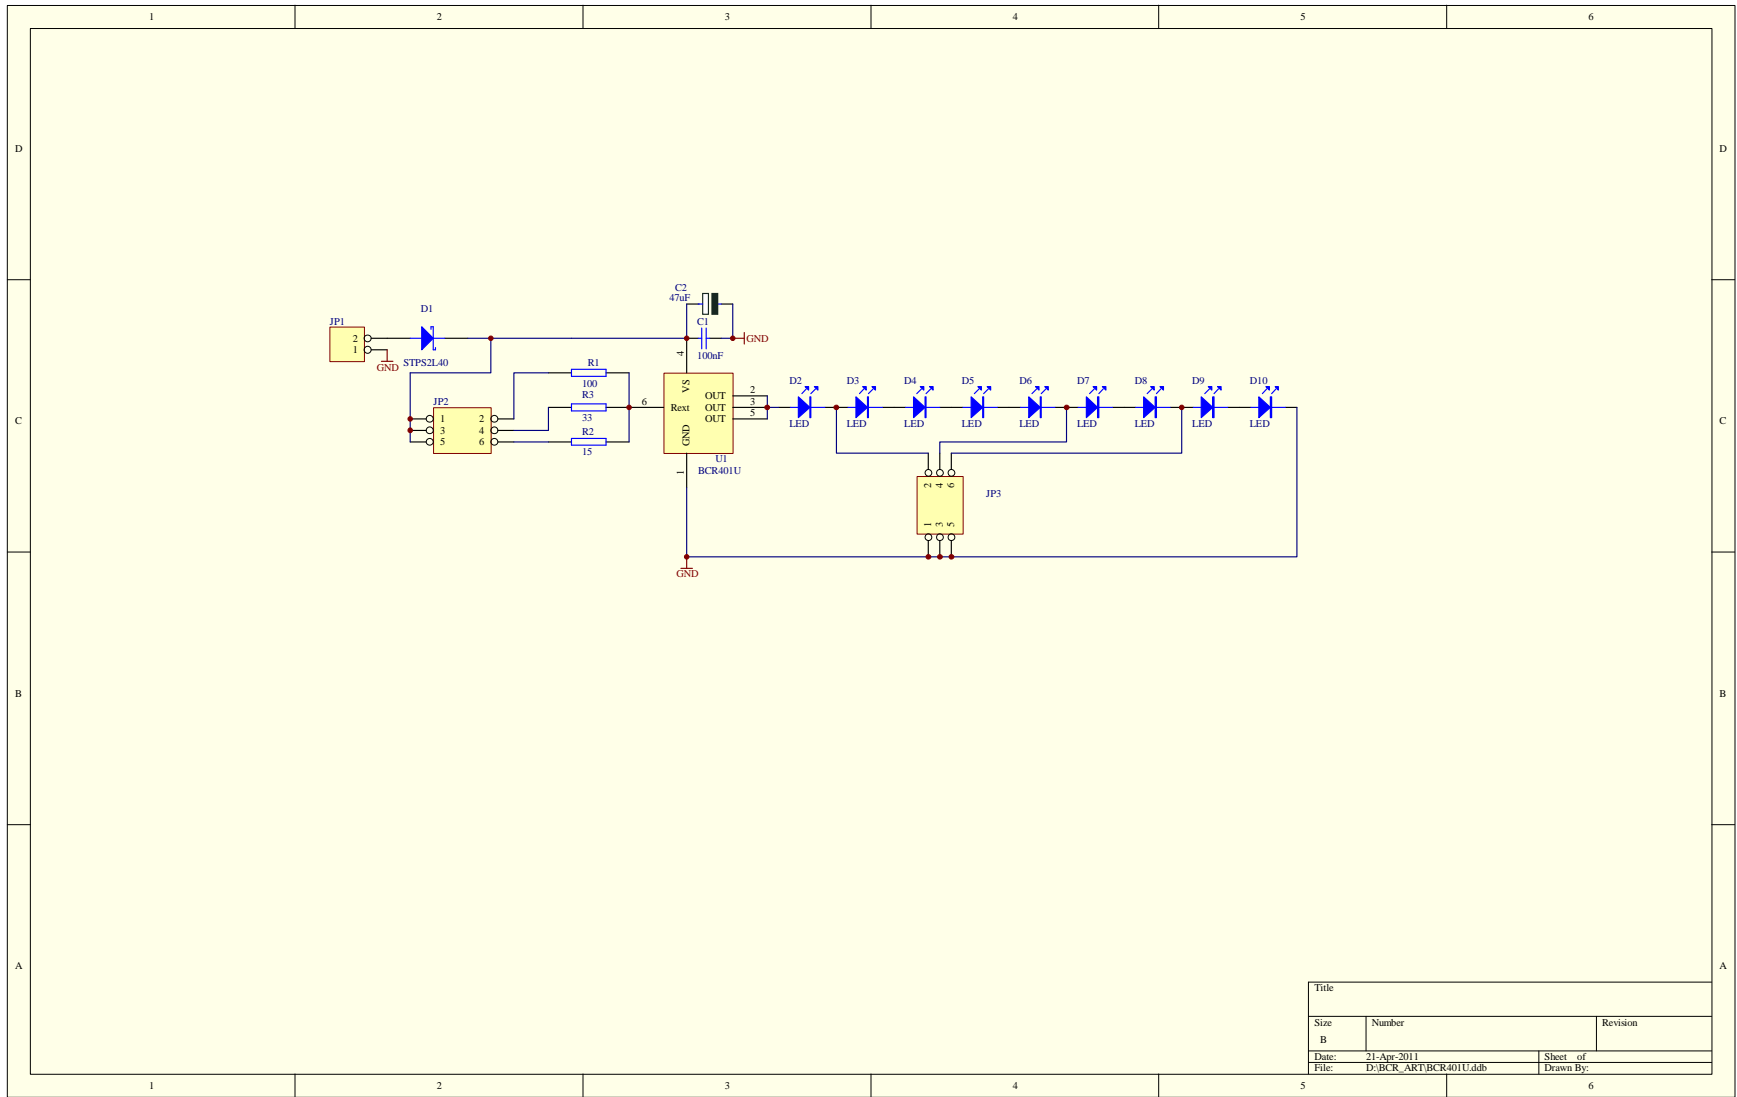 1 2 3 4 5 6
D D
C2
47uF
D1
JP1
C1
2
GND
1
4
100nF
GND
STPS2L40
R1
VS
100
D2 D3 D4 D5 D6 D7 D8 D9 D10
2
OUT
R3
JP2
6
Rext
3
OUT
1 2
33
5
OUT
C C
LED LED LED LED LED LED LED LED LED
3 4
R2
GND
5 6
15
U1
1
BCR401U
2 4 6
JP3
1 3 5
GND
B B
A A
Title
Size Number Revision
B
Date: 21-Apr-2011 Sheet of
File: D:\BCR_ART\BCR401U.ddb Drawn By:
1 2 3 4 5 6